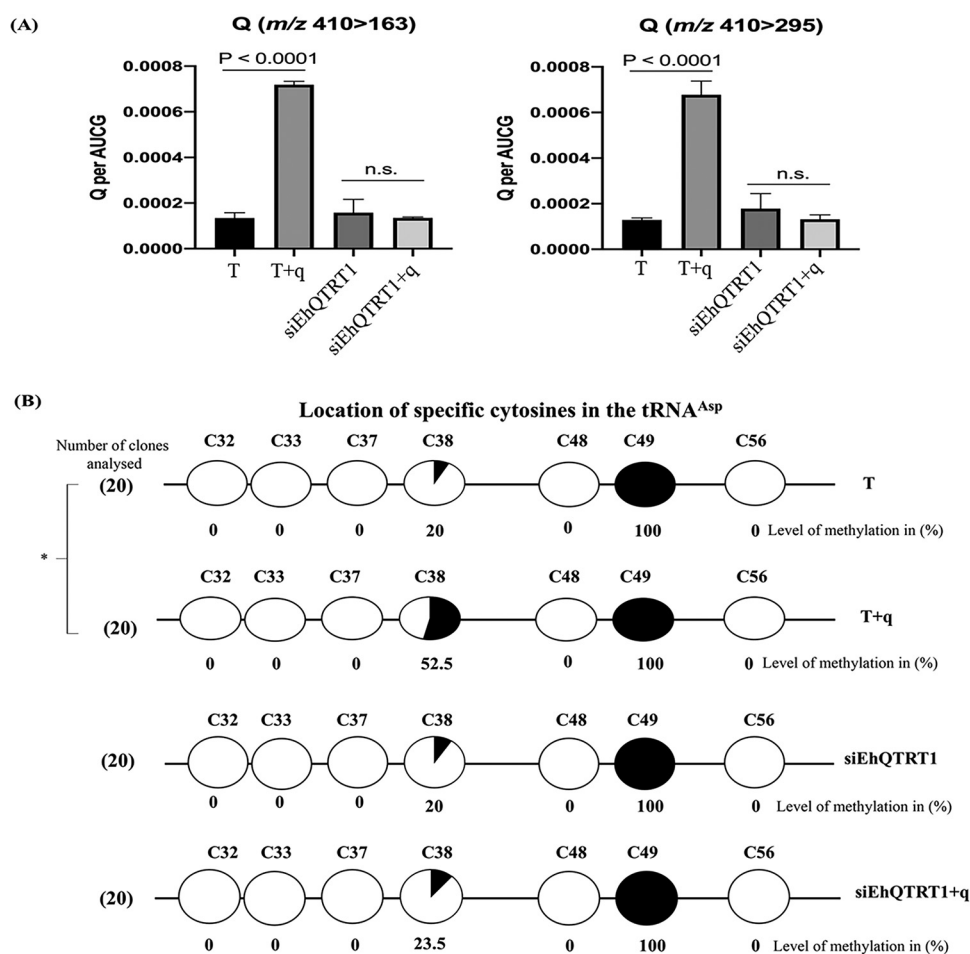 (A)
Q (m/z 410>163)
P < 0.0001
0.0008
0.0006
0.0004
0.0002
0.0000
Q per AUCG
n.s.
T
T+q
siEhQTRT1
siEhQTRT1+q
Q (m/z 410>295)
P < 0.0001
0.0008
0.0006
0.0004
0.0002
0.0000
Q per AUCG
n.s.
T
T+q
siEhQTRT1
siEhQTRT1+q
(B)
Location of specific cytosines in the tRNAAsp
Number of clones
analysed
C32 C33 C37 C38 C48 C49 C56
(20) T
0 0 0 20 0 100 0 Level of methylation in (%)
*
C32 C33 C37 C38 C48 C49 C56
(20) T+q
0 0 0 52.5 0 100 0 Level of methylation in (%)
C32 C33 C37 C38 C48 C49 C56
(20) siEhQTRT1
0 0 0 20 0 100 0 Level of methylation in (%)
C32 C33 C37 C38 C48 C49 C56
(20) siEhQTRT1+q
0 0 0 23.5 0 100 0 Level of methylation in (%)